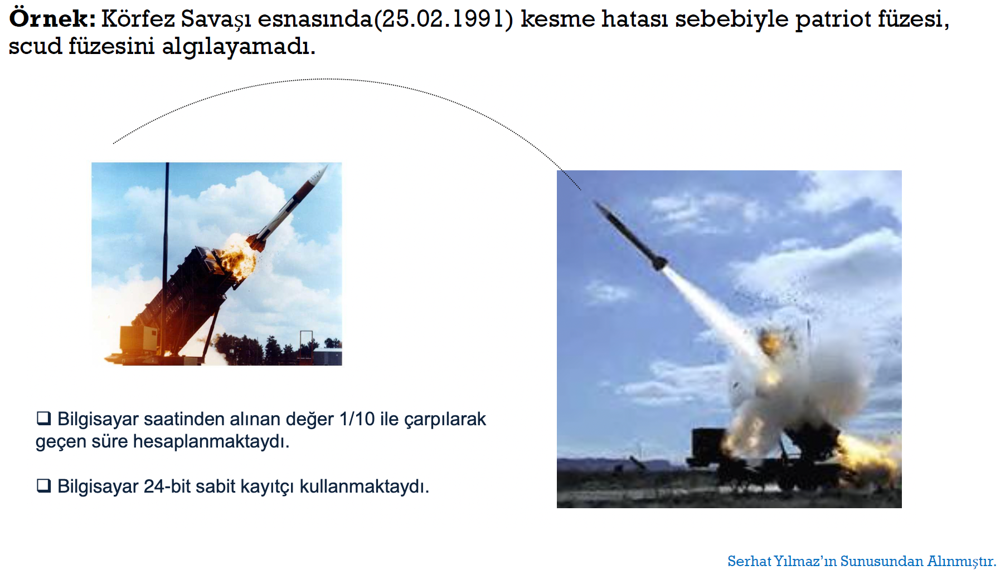 Örnek: Körfez Savaşı esnasında(25.02.1991) kesme hatası sebebiyle patriot füzesi,
scud füzesini algılayamadı.
❑ Bilgisayar saatinden alınan değer 1/10 ile çarpılarak
geçen süre hesaplanmaktaydı.
❑ Bilgisayar 24-bit sabit kayıtçı kullanmaktaydı.
Serhat Yılmaz’ın Sunusundan Alınmıştır.